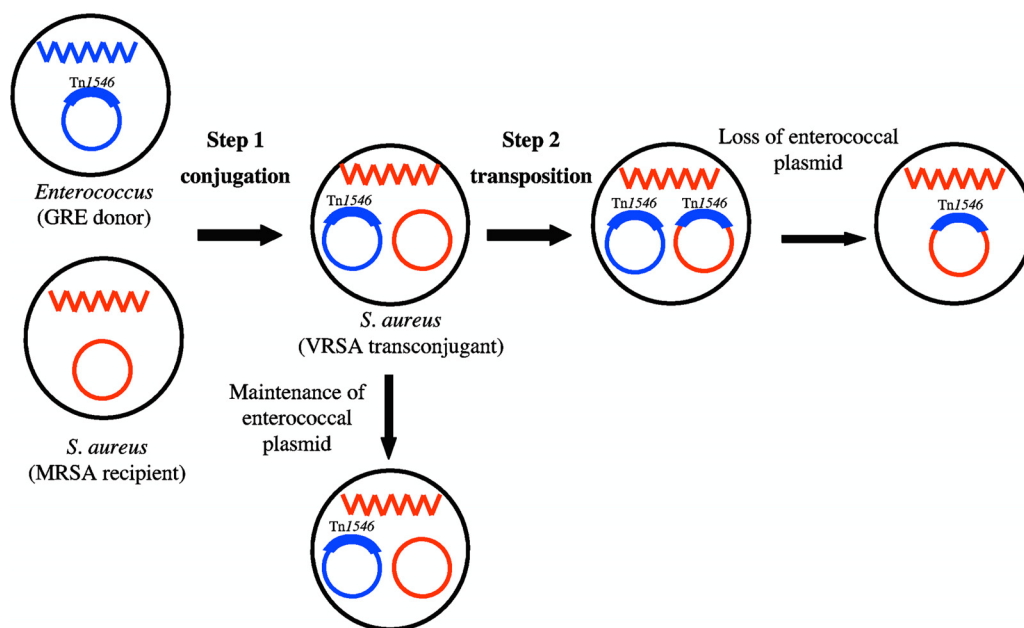 Tn1546
Enterococcus
(GRE donor)
S. aureus
(MRSA recipient)
Step 1
conjugation
Tn1546
S. aureus
(VRSA transconjugant)
Maintenance of
enterococcal
plasmid
Tn1546
Step 2
transposition
Tn1546
Tn1546
Loss of enterococcal
plasmid
Tn1546